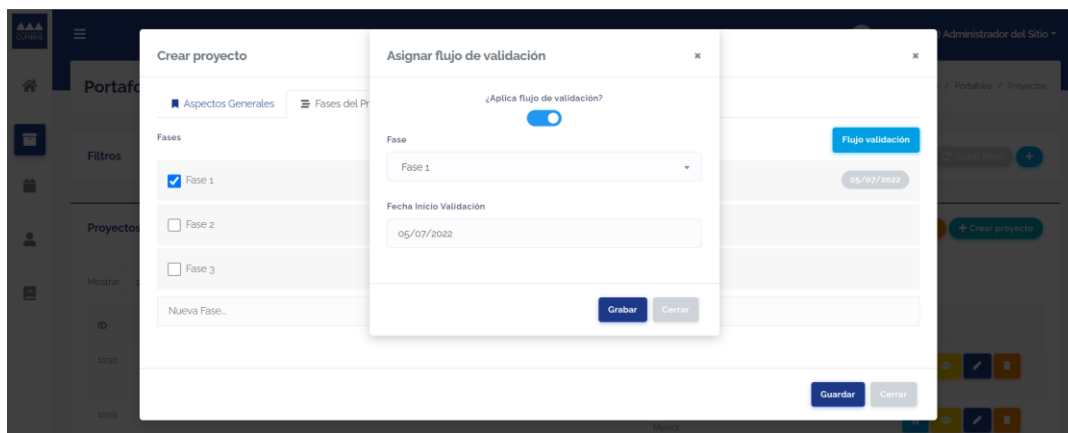 CUMBRE
Administrador del Sitio
Portafo
/ Portafolio / Proyectos
Crear proyecto
Asignar flujo de validación
Aspectos Generales
Fases del Pr
¿Aplica flujo de validación?
Fases
Fase
Flujo validación
Filtros
Quitar filtro
Fase 1
Fase 1
05/07/2022
Fecha Inicio Validación
Proyectos
Fase 2
05/07/2022
+ Crear proyecto
Fase 3
Mostrar
Nueva Fase...
Grabar
Cerrar
ID
1030
Guardar
Cerrar
1029
Menor